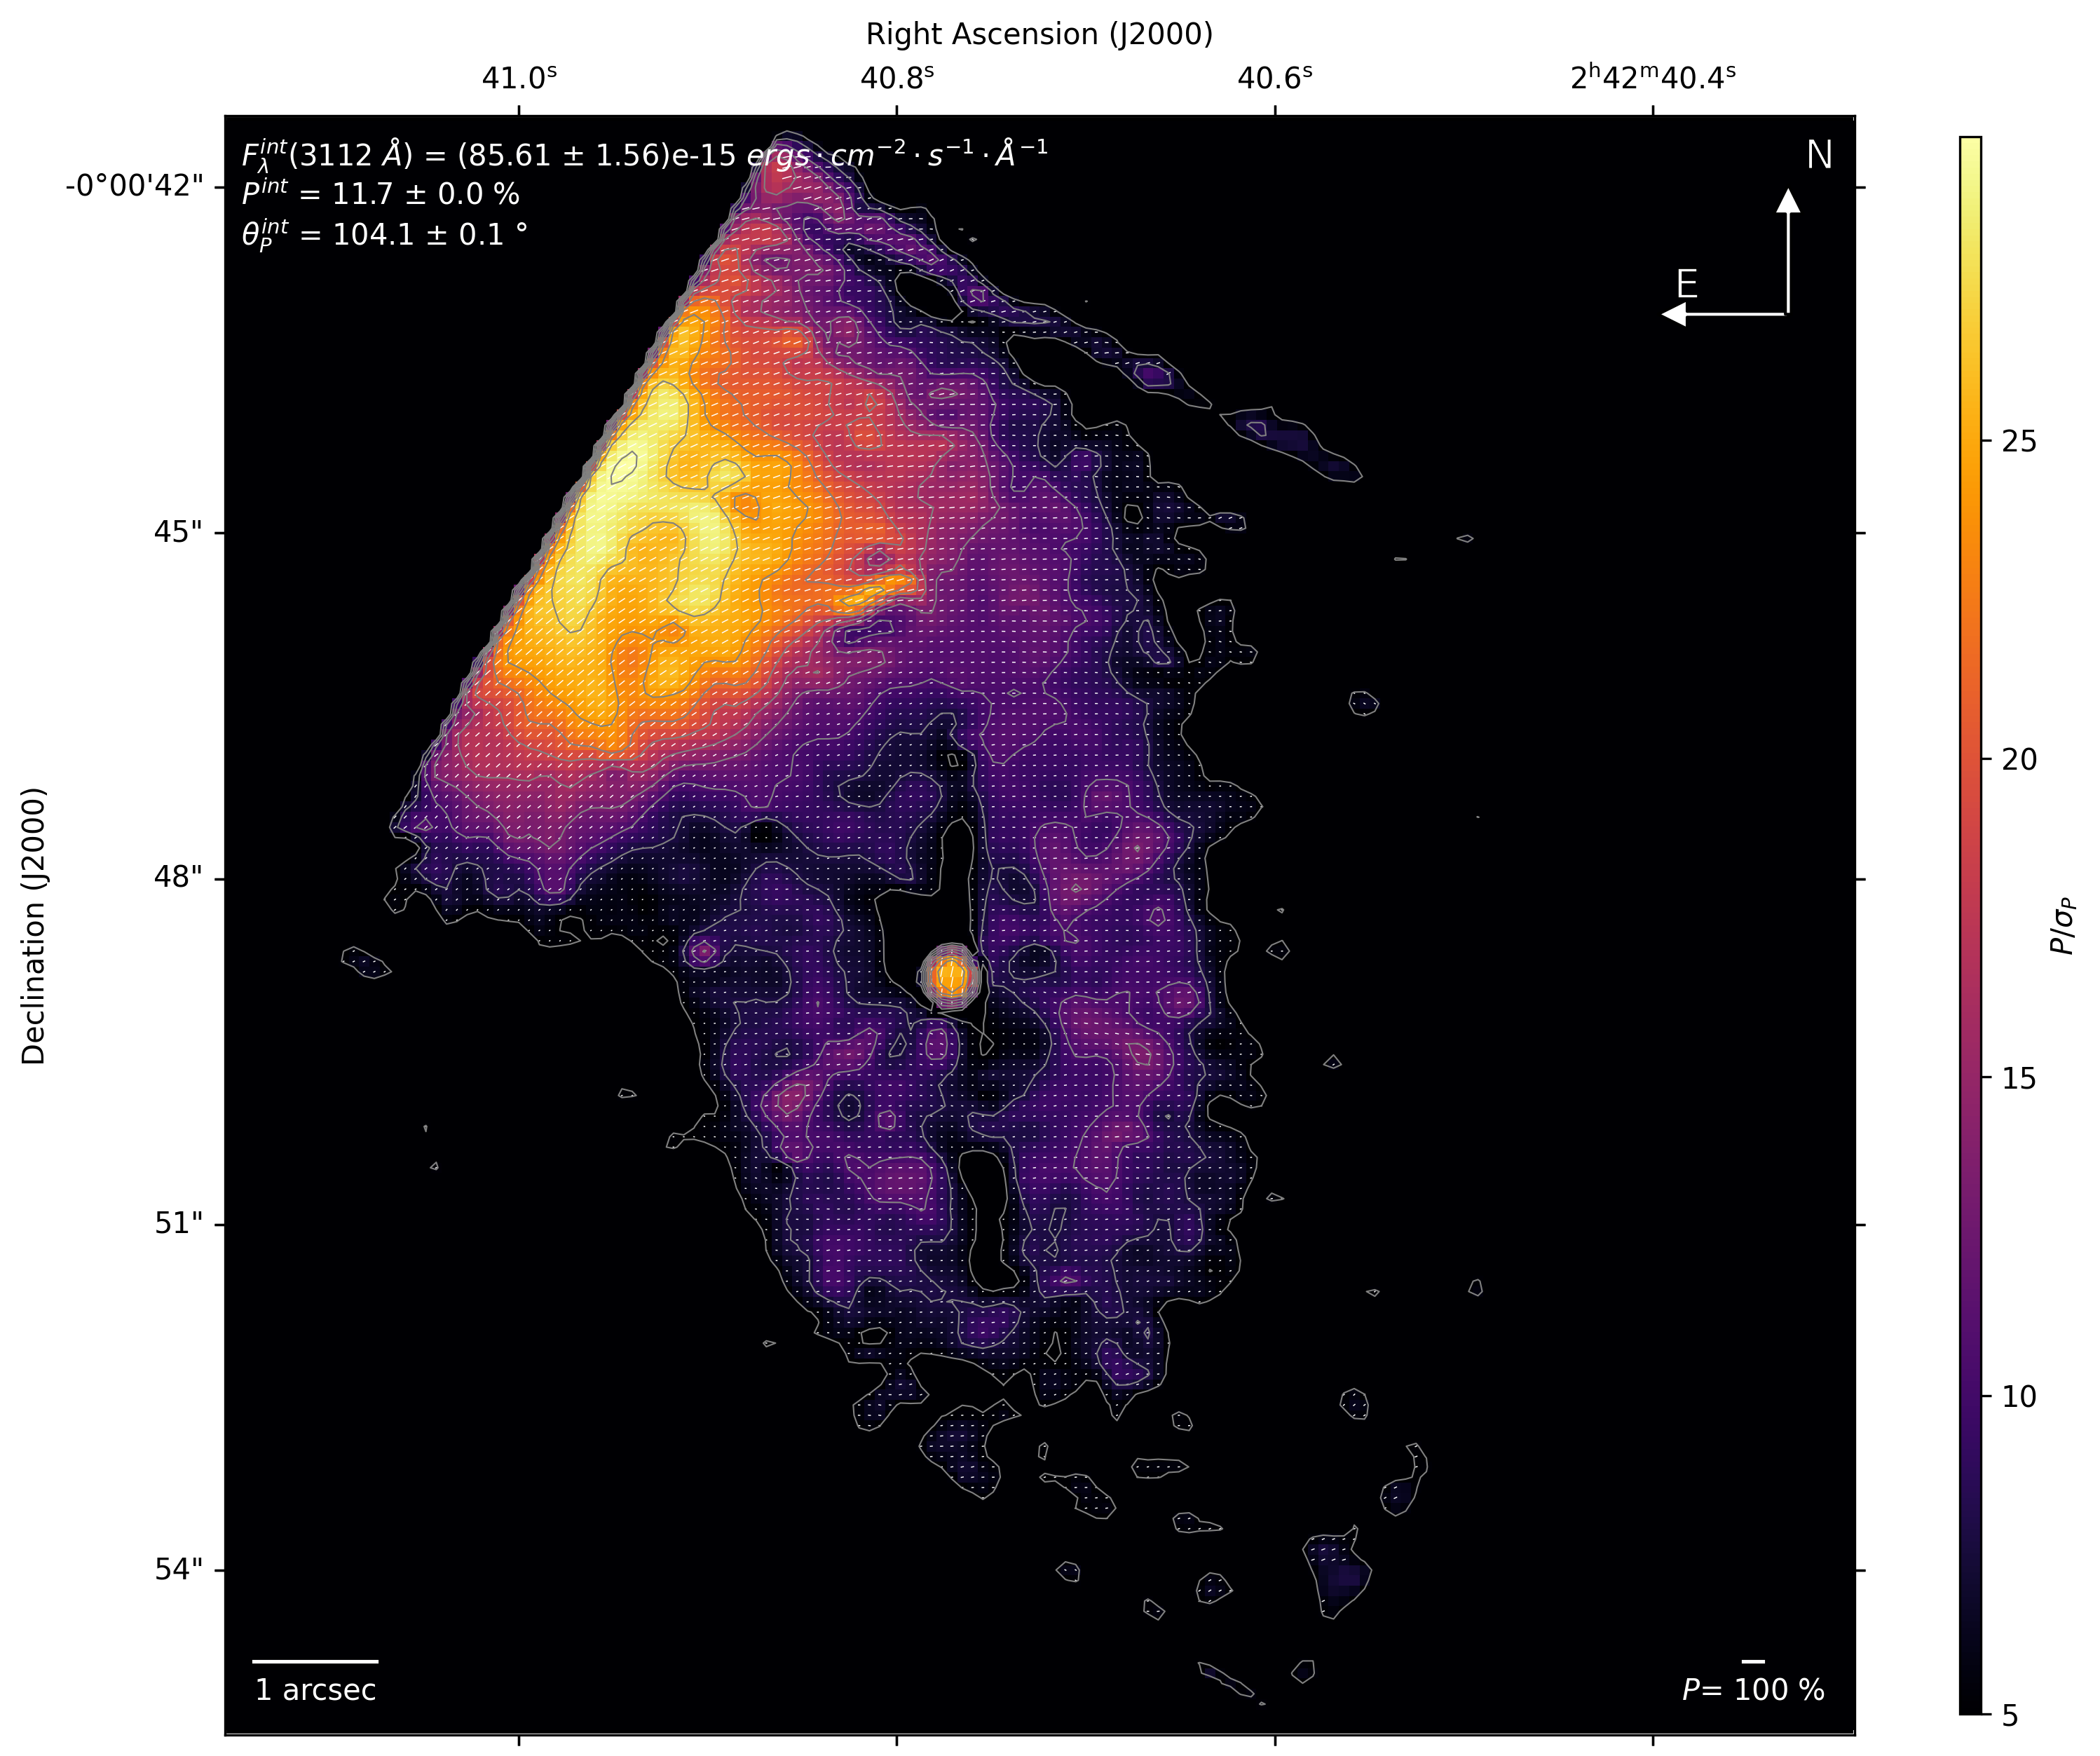 Right Ascension (J2000)
41.0ˢ 40.8ˢ 40.6ˢ 2ʰ42ᵐ40.4ˢ
F_λ^int(3112 Å) = (85.61 ± 1.56)e-15 ergs · cm⁻² · s⁻¹ · Å⁻¹
P^int = 11.7 ± 0.0 %
θ_P^int = 104.1 ± 0.1 °
N
E
-0°00'42"
45"
48"
51"
54"
Declination (J2000)
1 arcsec
P= 100 %
25
20
15
10
5
P/σ_P